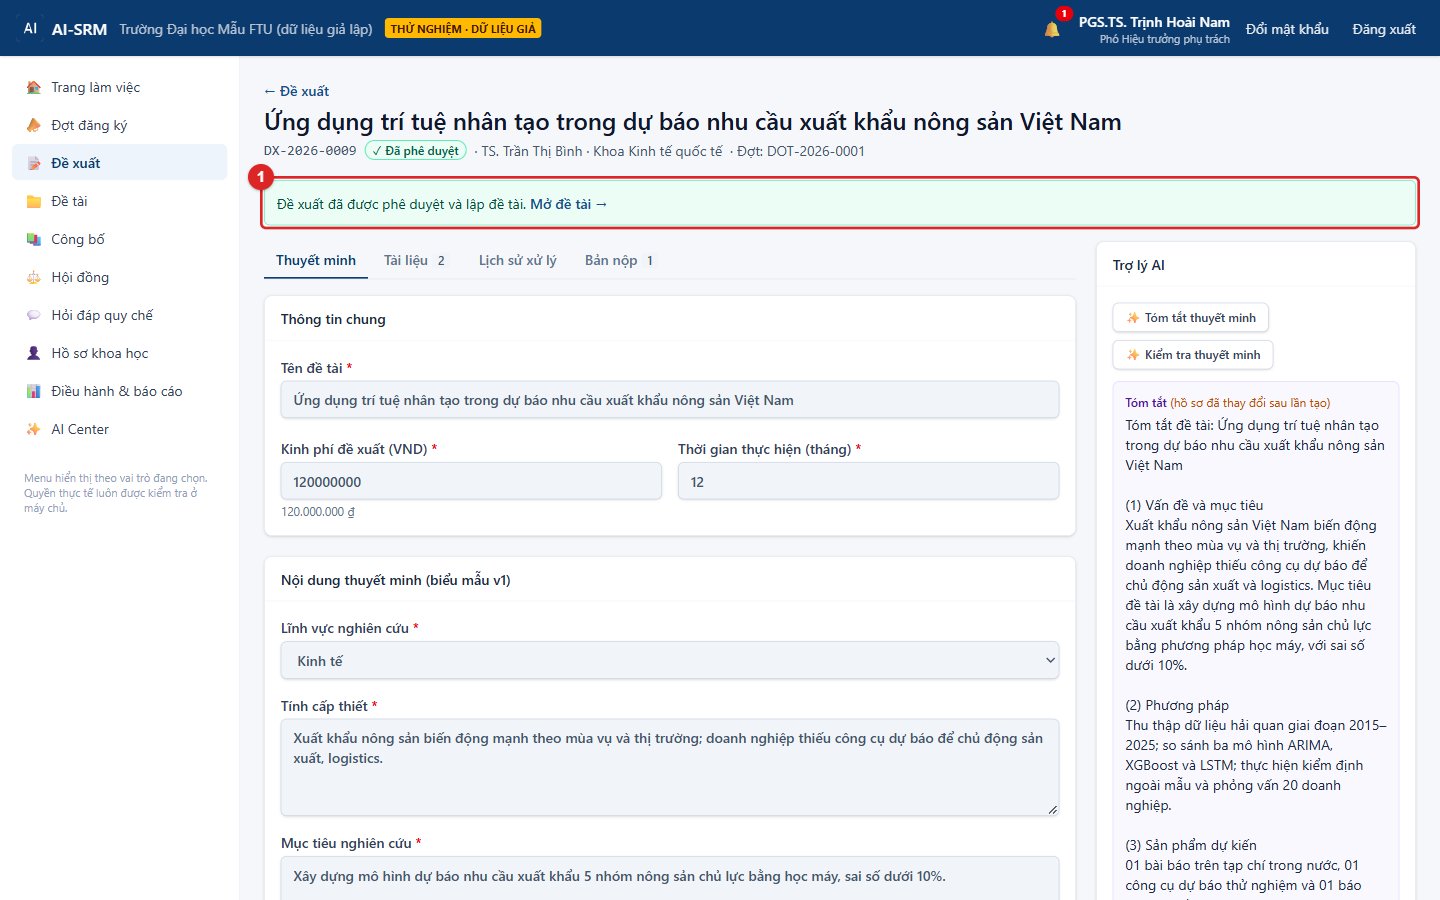 AI AI-SRM Trường Đại học Mẫu FTU (dữ liệu giả lập) THỬ NGHIỆM · DỮ LIỆU GIẢ
1 PGS.TS. Trịnh Hoài Nam
Phó Hiệu trưởng phụ trách
Đổi mật khẩu
Đăng xuất
Trang làm việc
Đợt đăng ký
Đề xuất
Đề tài
Công bố
Hội đồng
Hỏi đáp quy chế
Hồ sơ khoa học
Điều hành & báo cáo
AI Center
Menu hiển thị theo vai trò đang chọn.
Quyền thực tế luôn được kiểm tra ở
máy chủ.
← Đề xuất
Ứng dụng trí tuệ nhân tạo trong dự báo nhu cầu xuất khẩu nông sản Việt Nam
DX-2026-0009 ✓ Đã phê duyệt · TS. Trần Thị Bình · Khoa Kinh tế quốc tế · Đợt: DOT-2026-0001
1
Đề xuất đã được phê duyệt và lập đề tài. Mở đề tài →
Thuyết minh Tài liệu 2 Lịch sử xử lý Bản nộp 1
Thông tin chung
Tên đề tài *
Ứng dụng trí tuệ nhân tạo trong dự báo nhu cầu xuất khẩu nông sản Việt Nam
Kinh phí đề xuất (VND) * Thời gian thực hiện (tháng) *
120000000 12
120.000.000 ₫
Nội dung thuyết minh (biểu mẫu v1)
Lĩnh vực nghiên cứu *
Kinh tế
Tính cấp thiết *
Xuất khẩu nông sản biến động mạnh theo mùa vụ và thị trường; doanh nghiệp thiếu công cụ dự báo để chủ động sản
xuất, logistics.
Mục tiêu nghiên cứu *
Xây dựng mô hình dự báo nhu cầu xuất khẩu 5 nhóm nông sản chủ lực bằng học máy, sai số dưới 10%.
Trợ lý AI
✨ Tóm tắt thuyết minh
✨ Kiểm tra thuyết minh
Tóm tắt (hồ sơ đã thay đổi sau lần tạo)
Tóm tắt đề tài: Ứng dụng trí tuệ nhân tạo
trong dự báo nhu cầu xuất khẩu nông sản
Việt Nam
(1) Vấn đề và mục tiêu
Xuất khẩu nông sản Việt Nam biến động
mạnh theo mùa vụ và thị trường, khiến
doanh nghiệp thiếu công cụ dự báo để
chủ động sản xuất và logistics. Mục tiêu
đề tài là xây dựng mô hình dự báo nhu
cầu xuất khẩu 5 nhóm nông sản chủ lực
bằng phương pháp học máy, với sai số
dưới 10%.
(2) Phương pháp
Thu thập dữ liệu hải quan giai đoạn 2015–
2025; so sánh ba mô hình ARIMA,
XGBoost và LSTM; thực hiện kiểm định
ngoài mẫu và phỏng vấn 20 doanh
nghiệp.
(3) Sản phẩm dự kiến
01 bài báo trên tạp chí trong nước, 01
công cụ dự báo thử nghiệm và 01 báo